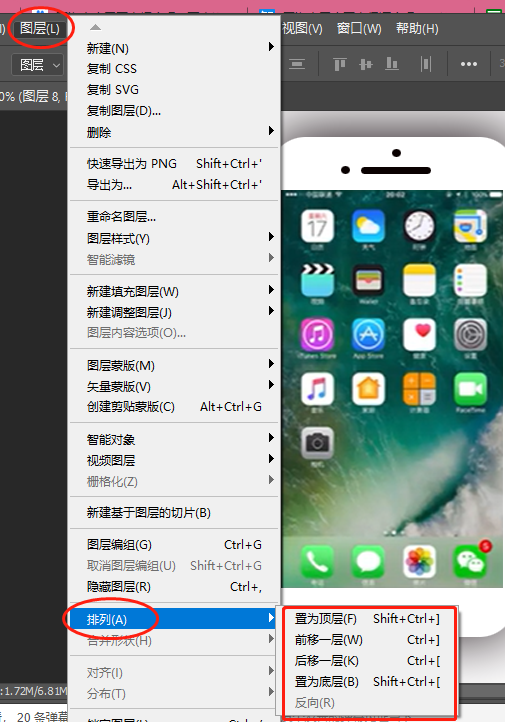 图层(L)
视图(V) 窗口(W) 帮助(H)
图层
新建(N)
复制 CSS
复制 SVG
复制图层(D)...
删除
快速导出为 PNG Shift+Ctrl+'
导出为... Alt+Shift+Ctrl+'
重命名图层...
图层样式(Y)
智能滤镜
新建填充图层(W)
新建调整图层(J)
图层内容选项(O)...
图层蒙版(M)
矢量蒙版(V)
创建剪贴蒙版(C) Alt+Ctrl+G
智能对象
视频图层
栅格化(Z)
新建基于图层的切片(B)
图层编组(G) Ctrl+G
取消图层编组(U) Shift+Ctrl+G
隐藏图层(R) Ctrl+,
排列(A)
合并形状(H)
对齐(I)
分布(T)
置为顶层(F) Shift+Ctrl+]
前移一层(W) Ctrl+]
后移一层(K) Ctrl+[
置为底层(B) Shift+Ctrl+[
反向(R)
0% (图层 8,
:1.72M/6.81M
20 条弹幕
20:02
100%
17
Wallet
iTunes Store
App Store
FaceTime
5